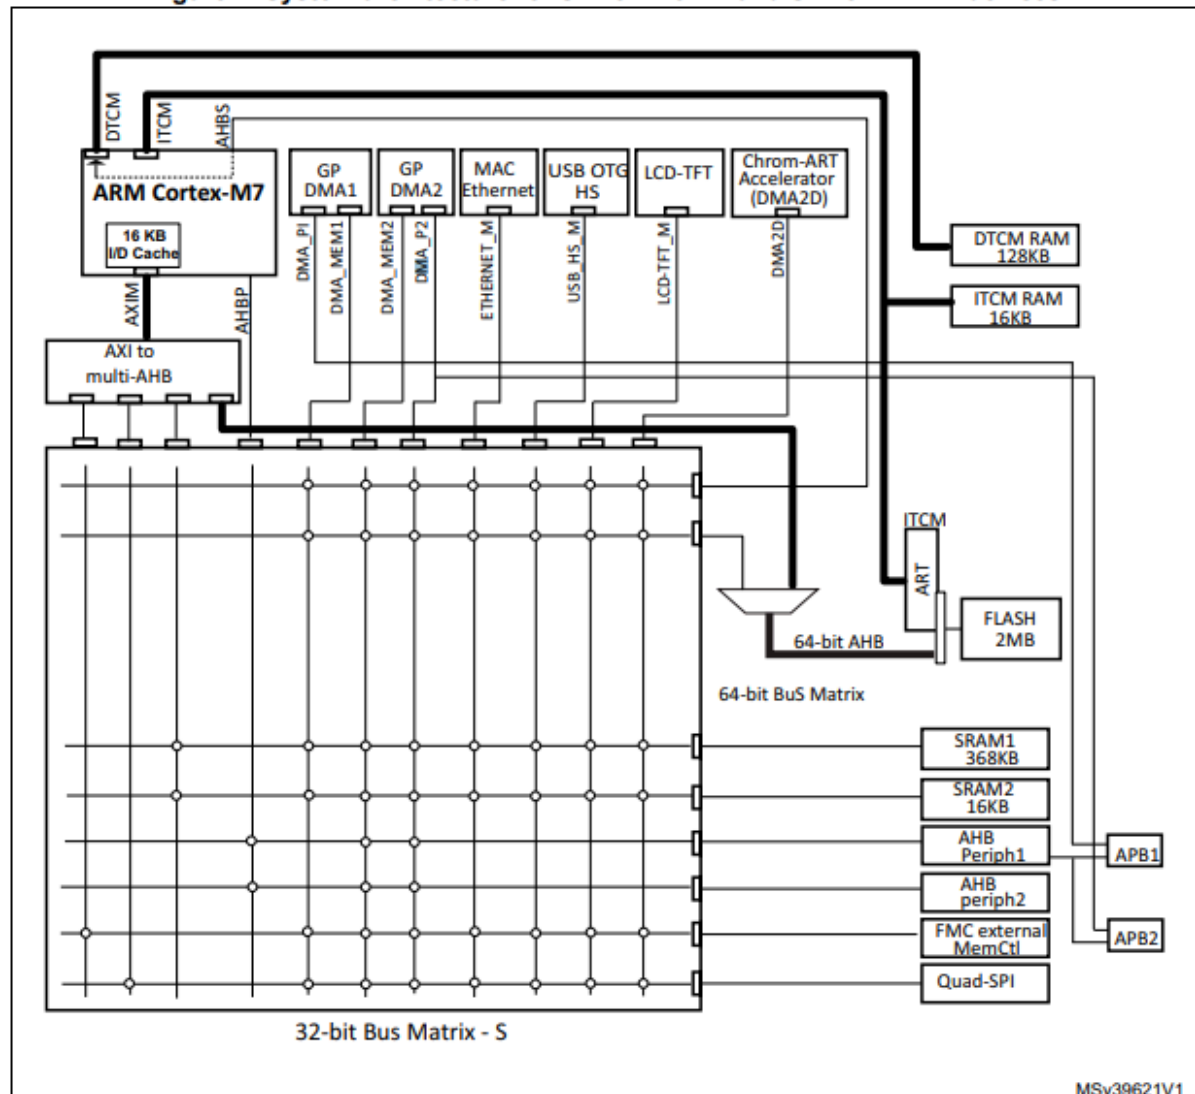 DTCM
ITCM
AHBS
ARM Cortex-M7
16 KB
I/D Cache
GP
DMA1
GP
DMA2
MAC
Ethernet
USB OTG
HS
LCD-TFT
Chrom-ART
Accelerator
(DMA2D)
AXIM
AHBP
DMA_PI
DMA_MEM1
DMA_MEM2
DMA_P2
ETHERNET_M
USB_HS_M
LCD-TFT_M
DMA2D
DTCM RAM
128KB
ITCM RAM
16KB
AXI to
multi-AHB
ITCM
ART
FLASH
2MB
64-bit AHB
64-bit BuS Matrix
SRAM1
368KB
SRAM2
16KB
AHB
Periph1
APB1
AHB
periph2
FMC external
MemCtl
APB2
Quad-SPI
32-bit Bus Matrix - S
MSv39621V1